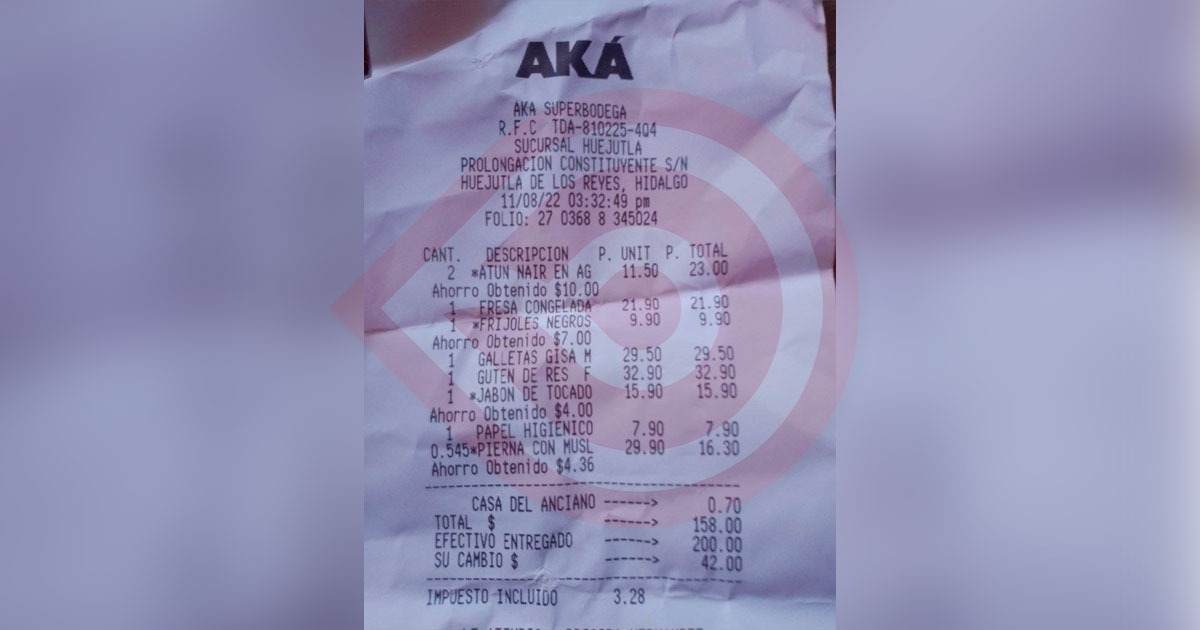 AKÁ
AKA SUPERBODEGA
R.F.C TDA-810225-404
SUCURSAL HUEJUTLA
PROLONGACION CONSTITUYENTE S/N
HUEJUTLA DE LOS REYES, HIDALGO
11/08/22 03:32:49 pm
FOLIO: 27 0368 8 345024
CANT. DESCRIPCION P. UNIT P. TOTAL
2 *ATUN NAIR EN AG 11.50 23.00
Ahorro Obtenido $10.00
1 FRESA CONGELADA 21.90 21.90
1 *FRIJOLES NEGROS 9.90 9.90
Ahorro Obtenido $7.00
1 GALLETAS GISA M 29.50 29.50
1 GUTEN DE RES F 32.90 32.90
1 *JABON DE TOCADO 15.90 15.90
Ahorro Obtenido $4.00
1 PAPEL HIGIENICO 7.90 7.90
0.545*PIERNA CON MUSL 29.90 16.30
Ahorro Obtenido $4.36
CASA DEL ANCIANO ------> 0.70
TOTAL $ ------> 158.00
EFECTIVO ENTREGADO ------> 200.00
SU CAMBIO $ ------> 42.00
IMPUESTO INCLUIDO 3.28